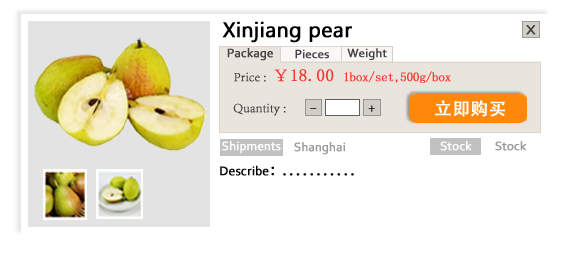 Xinjiang pear
X
Package Pieces Weight
Price : ￥18.00 1box/set,500g/box
Quantity : − +
立即购买
Shipments Shanghai Stock Stock
Describe: ...........